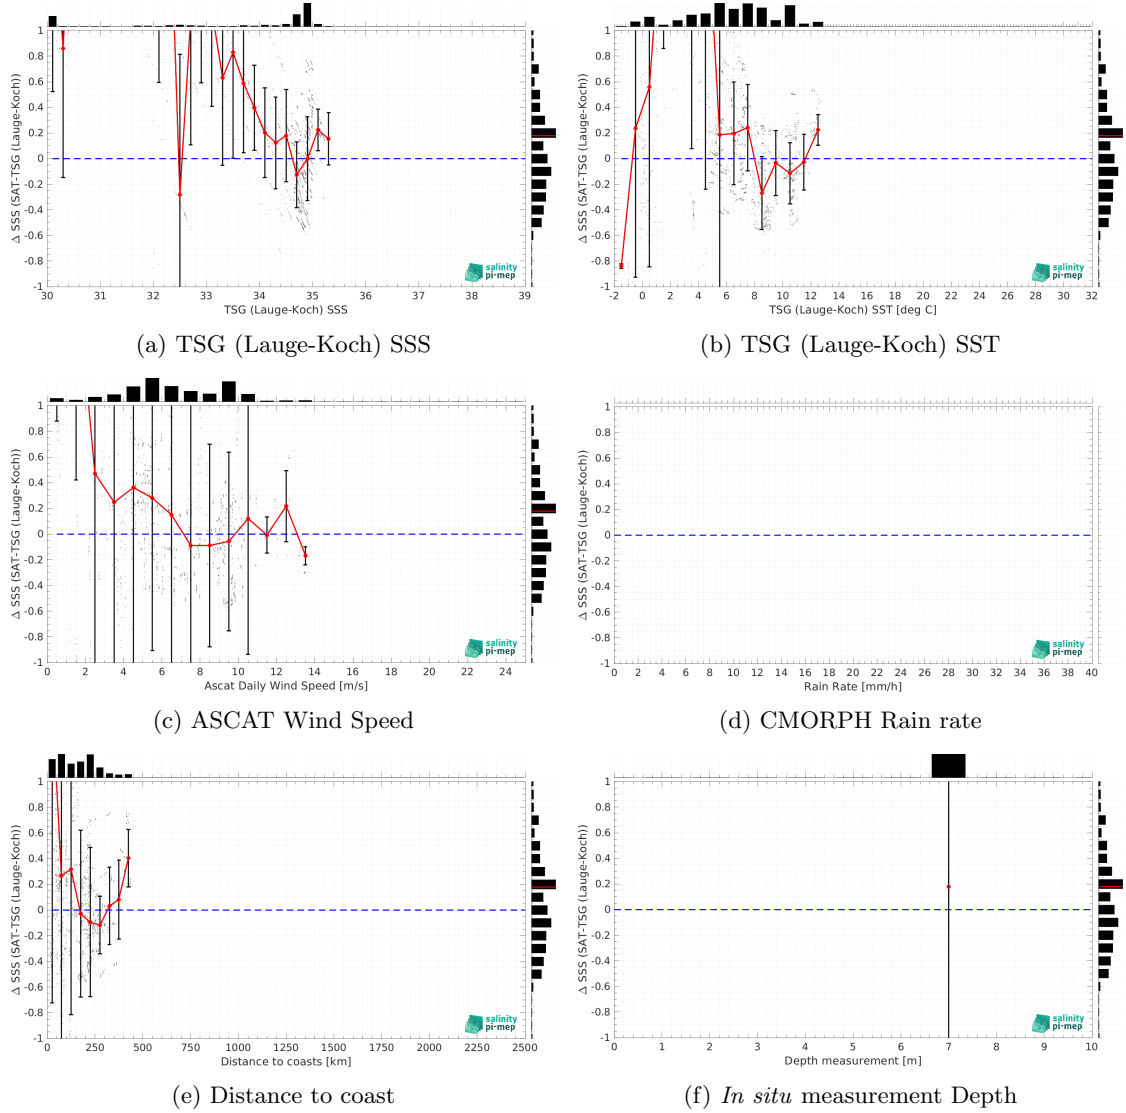 Δ SSS (SAT-TSG (Lauge-Koch))
1
0.8
0.6
0.4
0.2
0
-0.2
-0.4
-0.6
-0.8
-1
30 31 32 33 34 35 36 37 38 39
TSG (Lauge-Koch) SSS
salinity
pi-mep
(a) TSG (Lauge-Koch) SSS
Δ SSS (SAT-TSG (Lauge-Koch))
1
0.8
0.6
0.4
0.2
0
-0.2
-0.4
-0.6
-0.8
-1
-2 0 2 4 6 8 10 12 14 16 18 20 22 24 26 28 30 32
TSG (Lauge-Koch) SST [deg C]
salinity
pi-mep
(b) TSG (Lauge-Koch) SST
Δ SSS (SAT-TSG (Lauge-Koch))
1
0.8
0.6
0.4
0.2
0
-0.2
-0.4
-0.6
-0.8
-1
0 2 4 6 8 10 12 14 16 18 20 22 24
Ascat Daily Wind Speed [m/s]
salinity
pi-mep
(c) ASCAT Wind Speed
Δ SSS (SAT-TSG (Lauge-Koch))
1
0.8
0.6
0.4
0.2
0
-0.2
-0.4
-0.6
-0.8
-1
0 2 4 6 8 10 12 14 16 18 20 22 24 26 28 30 32 34 36 38 40
Rain Rate [mm/h]
salinity
pi-mep
(d) CMORPH Rain rate
Δ SSS (SAT-TSG (Lauge-Koch))
1
0.8
0.6
0.4
0.2
0
-0.2
-0.4
-0.6
-0.8
-1
0 250 500 750 1000 1250 1500 1750 2000 2250 2500
Distance to coasts [km]
salinity
pi-mep
(e) Distance to coast
Δ SSS (SAT-TSG (Lauge-Koch))
1
0.8
0.6
0.4
0.2
0
-0.2
-0.4
-0.6
-0.8
-1
0 1 2 3 4 5 6 7 8 9 10
Depth measurement [m]
salinity
pi-mep
(f) In situ measurement Depth